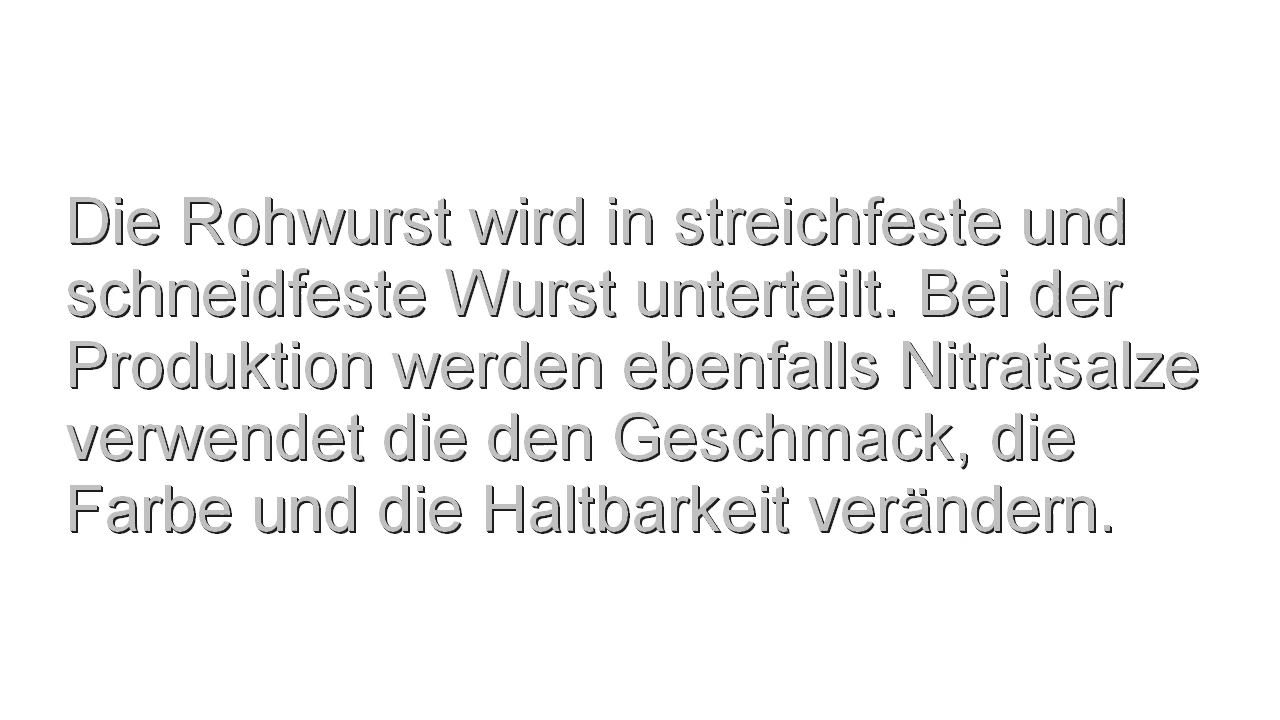 Die Rohwurst wird in streichfeste und
schneidfeste Wurst unterteilt. Bei der
Produktion werden ebenfalls Nitratsalze
verwendet die den Geschmack, die
Farbe und die Haltbarkeit verändern.